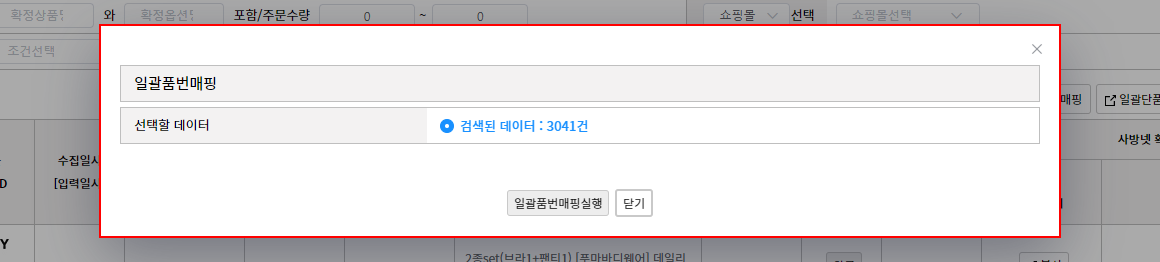 확정상품명 와 확정옵션명 포함/주문수량 0 ~ 0 쇼핑몰 선택 쇼핑몰선택
조건선택
일괄품번매핑
매핑 일괄단품
선택할 데이터 검색된 데이터 : 3041건
사방넷
수집일시
D [입력일시
일괄품번매핑실행 닫기
Y
2종set(브라1+팬티1) [푸마바디웨어] 데일리